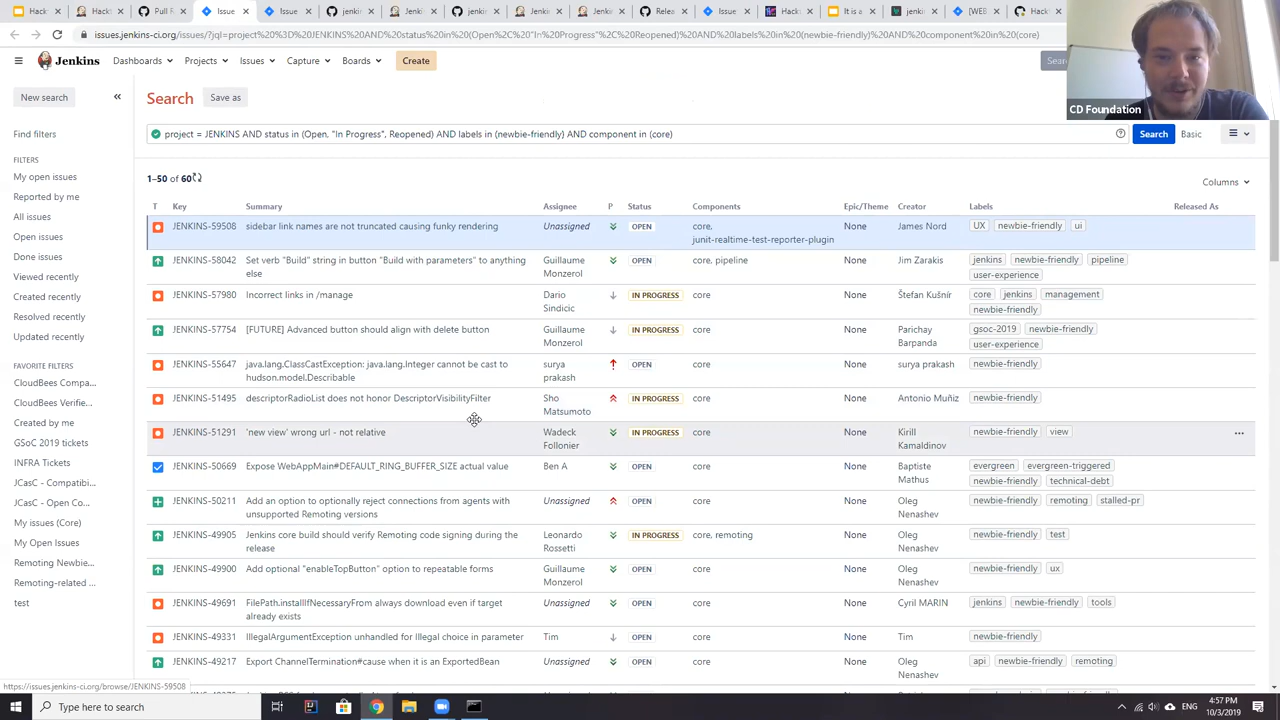 Hack
Hackt
Pull R
Issue
Issue
jenki
Jenkin
jenkin
Jenkin
Jenkin
Relea
Issue
Hackt
It is a
jenki
[WEB
Hackt
issues.jenkins-ci.org/issues/?jql=project%20%3D%20JENKINS%20AND%20status%20in%20(Open%2C%20"In%20Progress"%2C%20Reopened)%20AND%20labels%20in%20(newbie-friendly)%20AND%20component%20in%20(core)
Jenkins Dashboards Projects Issues Capture Boards Create Sear
CD Foundation
New search
Search Save as
Find filters
project = JENKINS AND status in (Open, "In Progress", Reopened) AND labels in (newbie-friendly) AND component in (core) Search Basic
FILTERS
My open issues
Reported by me
All issues
Open issues
Done issues
Viewed recently
Created recently
Resolved recently
Updated recently
FAVORITE FILTERS
CloudBees Compa...
CloudBees Verifie...
Created by me
GSoC 2019 tickets
INFRA Tickets
JCasC - Compatibi...
JCasC - Open Co...
My issues (Core)
My Open Issues
Remoting Newbie...
Remoting-related ...
test
1–50 of 60
Columns
T Key Summary Assignee P Status Components Epic/Theme Creator Labels Released As
JENKINS-59508 sidebar link names are not truncated causing funky rendering Unassigned OPEN core, None James Nord UX newbie-friendly ui
junit-realtime-test-reporter-plugin
JENKINS-58042 Set verb "Build" string in button "Build with parameters" to anything Guillaume OPEN core, pipeline None Jim Zarakis jenkins newbie-friendly pipeline
else Monzerol user-experience
JENKINS-57980 Incorrect links in /manage Dario IN PROGRESS core None Štefan Kušnír core jenkins management
Sindicic newbie-friendly
JENKINS-57754 [FUTURE] Advanced button should align with delete button Guillaume IN PROGRESS core None Parichay gsoc-2019 newbie-friendly
Monzerol Barpanda user-experience
JENKINS-55647 java.lang.ClassCastException: java.lang.Integer cannot be cast to surya OPEN core None surya prakash newbie-friendly
hudson.model.Describable prakash
JENKINS-51495 descriptorRadioList does not honor DescriptorVisibilityFilter Sho IN PROGRESS core None Antonio Muñiz newbie-friendly
Matsumoto
JENKINS-51291 'new view' wrong url - not relative Wadeck IN PROGRESS core None Kirill newbie-friendly view
Follonier Kamaldinov
JENKINS-50669 Expose WebAppMain#DEFAULT_RING_BUFFER_SIZE actual value Ben A OPEN core None Baptiste evergreen evergreen-triggered
Mathus newbie-friendly technical-debt
JENKINS-50211 Add an option to optionally reject connections from agents with Unassigned OPEN core None Oleg newbie-friendly remoting stalled-pr
unsupported Remoting versions Nenashev
JENKINS-49905 Jenkins core build should verify Remoting code signing during the Leonardo IN PROGRESS core, remoting None Oleg newbie-friendly test
release Rossetti Nenashev
JENKINS-49900 Add optional "enableTopButton" option to repeatable forms Guillaume OPEN core None Oleg newbie-friendly ux
Monzerol Nenashev
JENKINS-49691 FilePath.installIfNecessaryFrom always download even if target Unassigned OPEN core None Cyril MARIN jenkins newbie-friendly tools
already exists
JENKINS-49331 IllegalArgumentException unhandled for Illegal choice in parameter Tim OPEN core None Tim newbie-friendly
JENKINS-49217 Export ChannelTermination#cause when it is an ExportedBean Unassigned OPEN core None Oleg api newbie-friendly remoting
Nenashev
https://issues.jenkins-ci.org/browse/JENKINS-59508
Type here to search
4:57 PM
10/3/2019